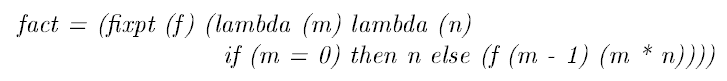 fact = (fixpt (f) (lambda (m) lambda (n)
if (m = 0) then n else (f (m - 1) (m * n))))